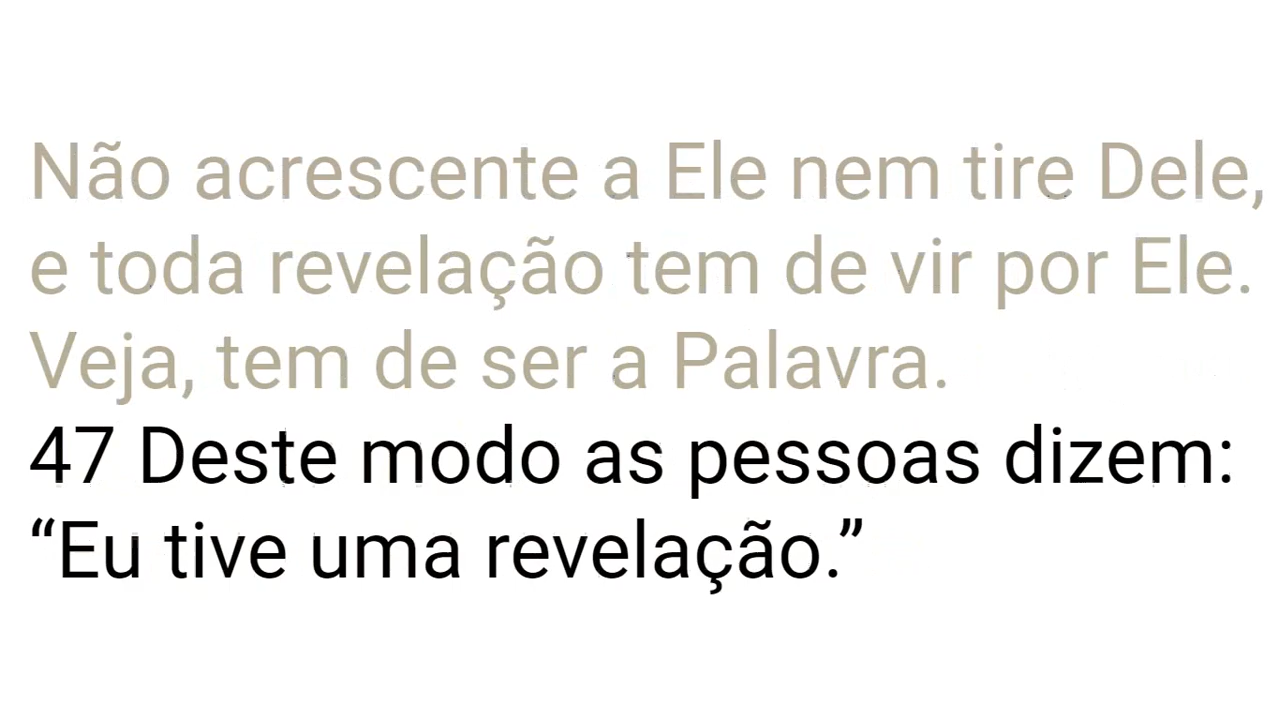 Não acrescente a Ele nem tire Dele,
e toda revelação tem de vir por Ele.
Veja, tem de ser a Palavra.
47 Deste modo as pessoas dizem:
“Eu tive uma revelação.”